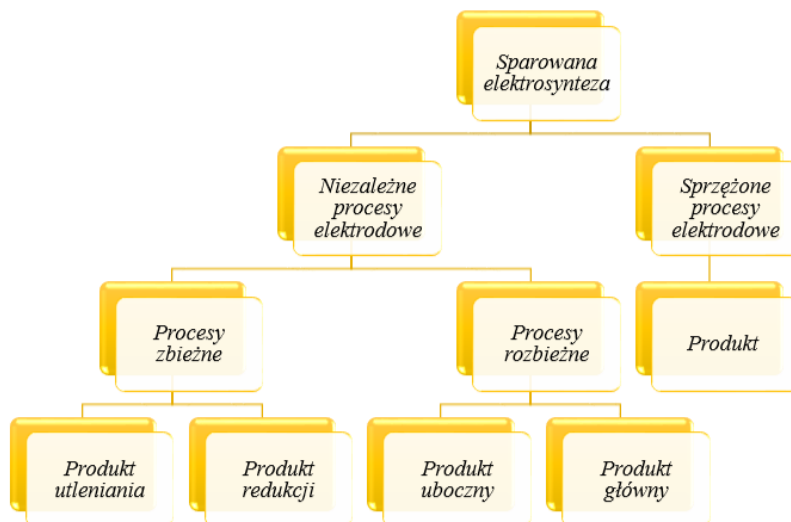 Sparowana
elektrosynteza
Niezależne
procesy
elektrodowe
Sprzężone
procesy
elektrodowe
Procesy
zbieżne
Procesy
rozbieżne
Produkt
Produkt
utleniania
Produkt
redukcji
Produkt
uboczny
Produkt
główny